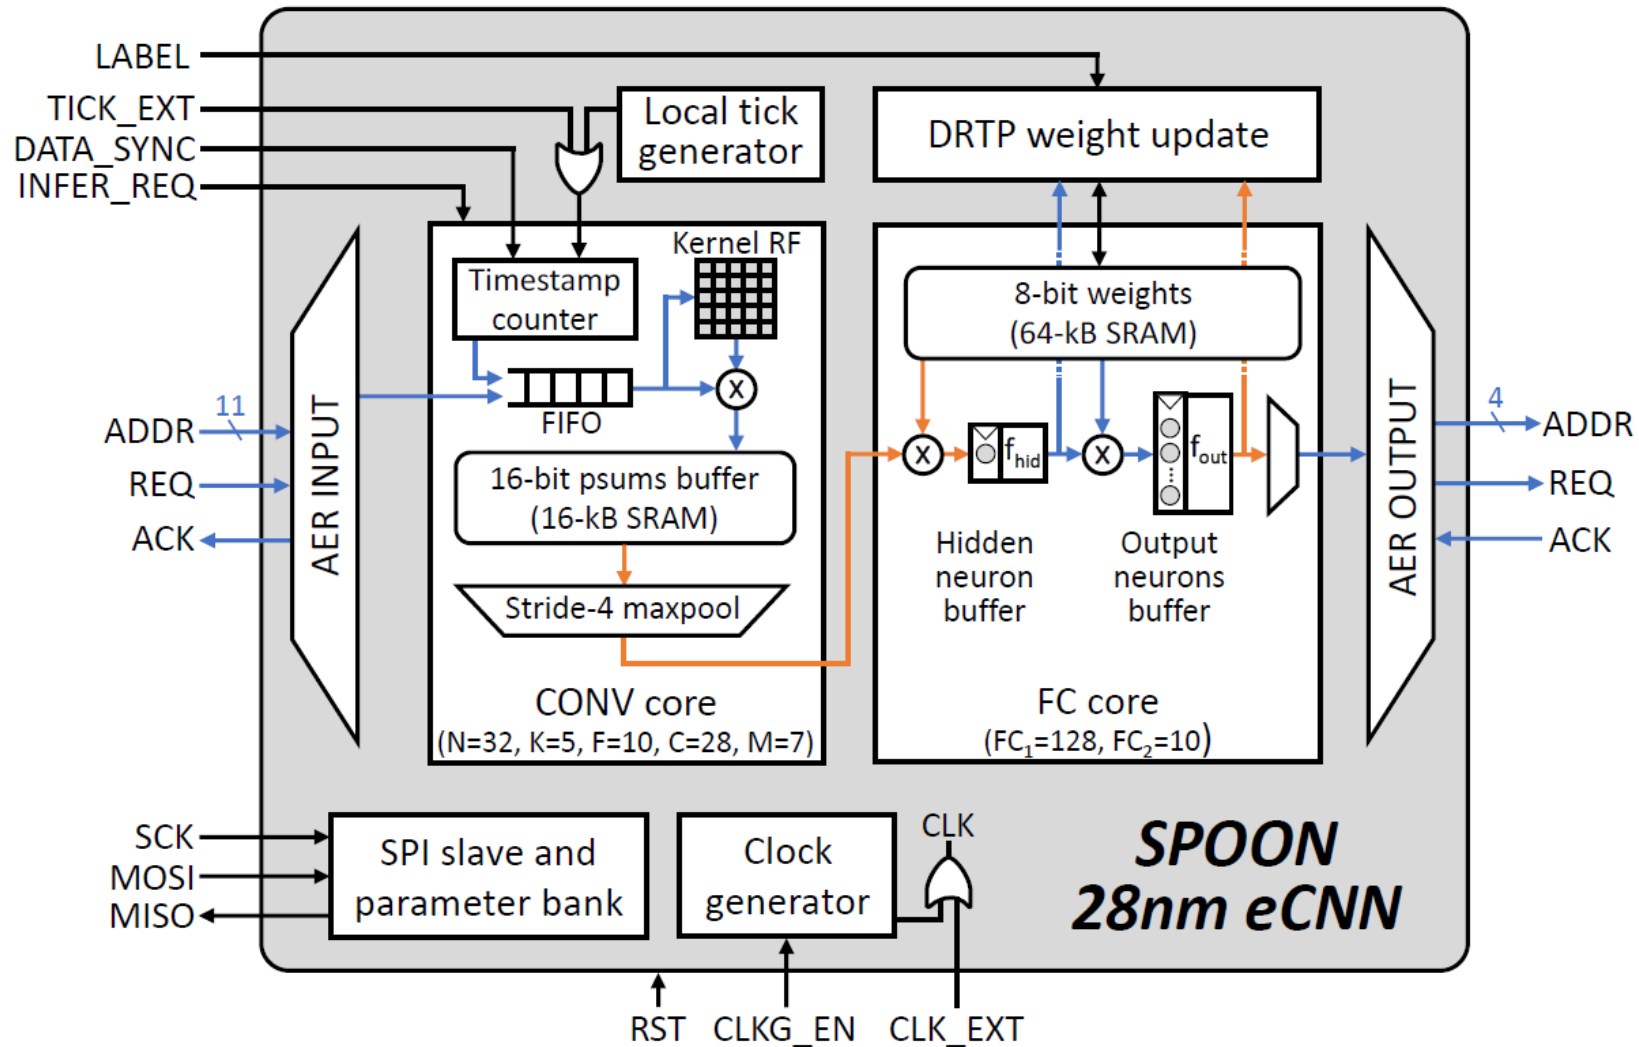 LABEL
TICK_EXT
DATA_SYNC
INFER_REQ
Local tick
generator
DRTP weight update
Kernel RF
Timestamp
counter
FIFO
X
16-bit psums buffer
(16-kB SRAM)
Stride-4 maxpool
CONV core
(N=32, K=5, F=10, C=28, M=7)
8-bit weights
(64-kB SRAM)
X
fhid
X
fout
Hidden
neuron
buffer
Output
neurons
buffer
FC core
(FC1=128, FC2=10)
11
ADDR
REQ
ACK
AER INPUT
AER OUTPUT
4
ADDR
REQ
ACK
SCK
MOSI
MISO
SPI slave and
parameter bank
Clock
generator
CLK
SPOON
28nm eCNN
RST
CLKG_EN
CLK_EXT